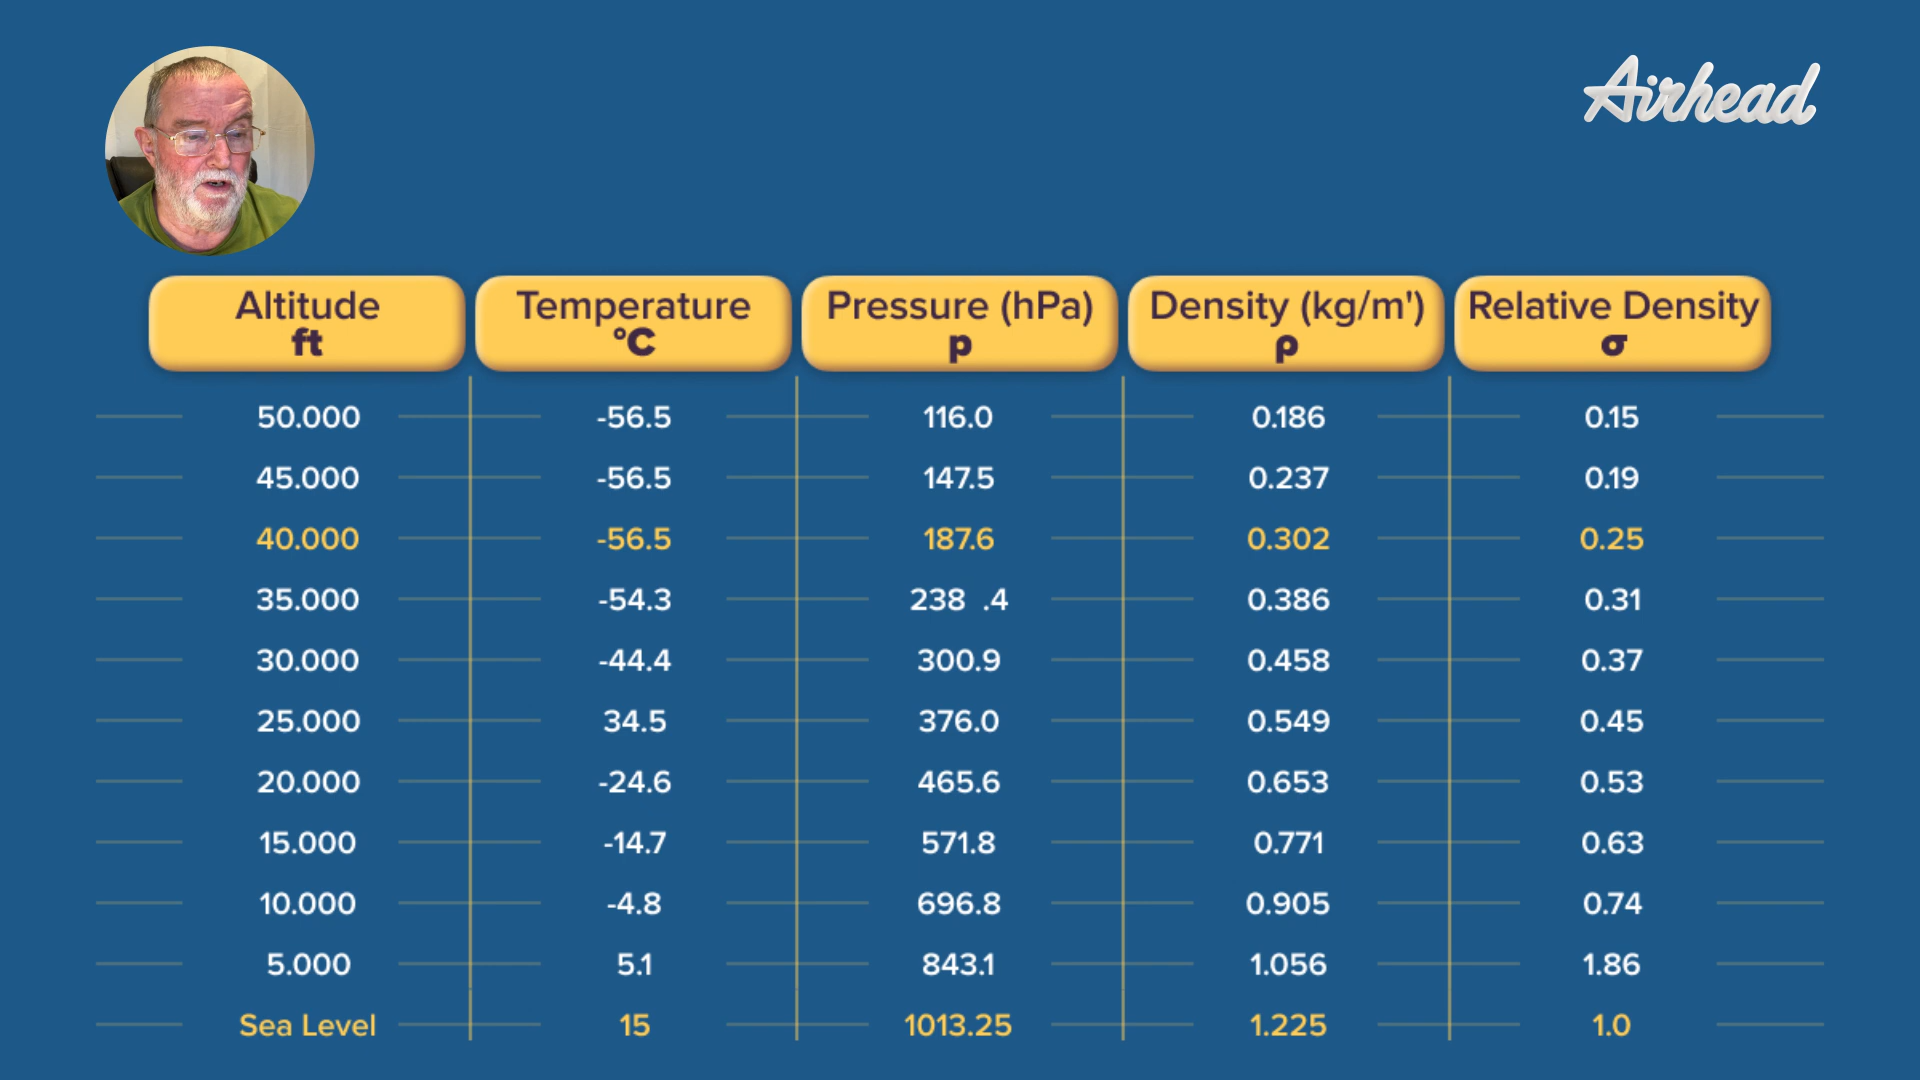 Airhead
Altitude Temperature Pressure (hPa) Density (kg/m') Relative Density
ft °C p ρ σ
50.000 -56.5 116.0 0.186 0.15
45.000 -56.5 147.5 0.237 0.19
40.000 -56.5 187.6 0.302 0.25
35.000 -54.3 238 .4 0.386 0.31
30.000 -44.4 300.9 0.458 0.37
25.000 34.5 376.0 0.549 0.45
20.000 -24.6 465.6 0.653 0.53
15.000 -14.7 571.8 0.771 0.63
10.000 -4.8 696.8 0.905 0.74
5.000 5.1 843.1 1.056 1.86
Sea Level 15 1013.25 1.225 1.0